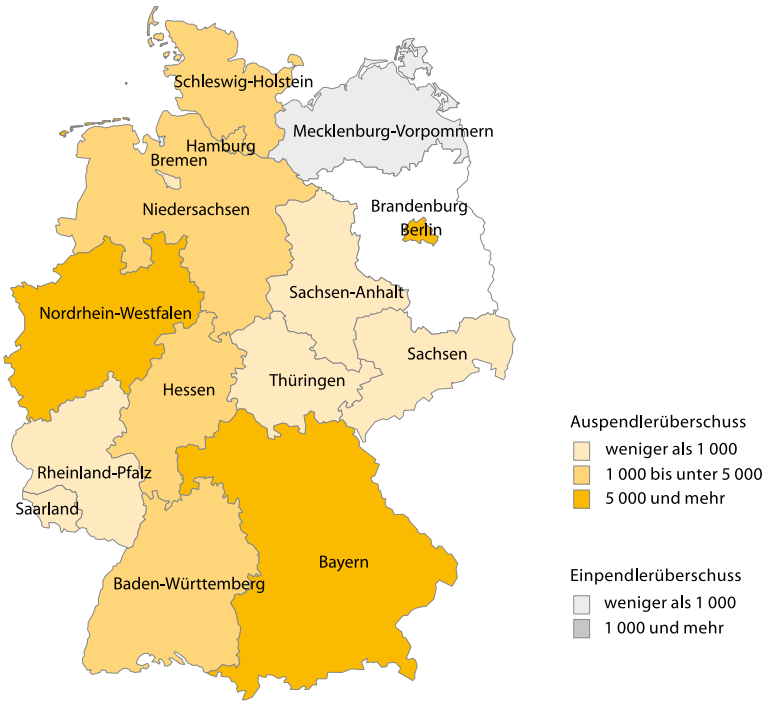 Schleswig-Holstein
Mecklenburg-Vorpommern
Hamburg
Bremen
Brandenburg
Niedersachsen
Berlin
Sachsen-Anhalt
Nordrhein-Westfalen
Sachsen
Thüringen
Hessen
Rheinland-Pfalz
Saarland
Bayern
Baden-Württemberg
Auspendlerüberschuss
weniger als 1 000
1 000 bis unter 5 000
5 000 und mehr
Einpendlerüberschuss
weniger als 1 000
1 000 und mehr